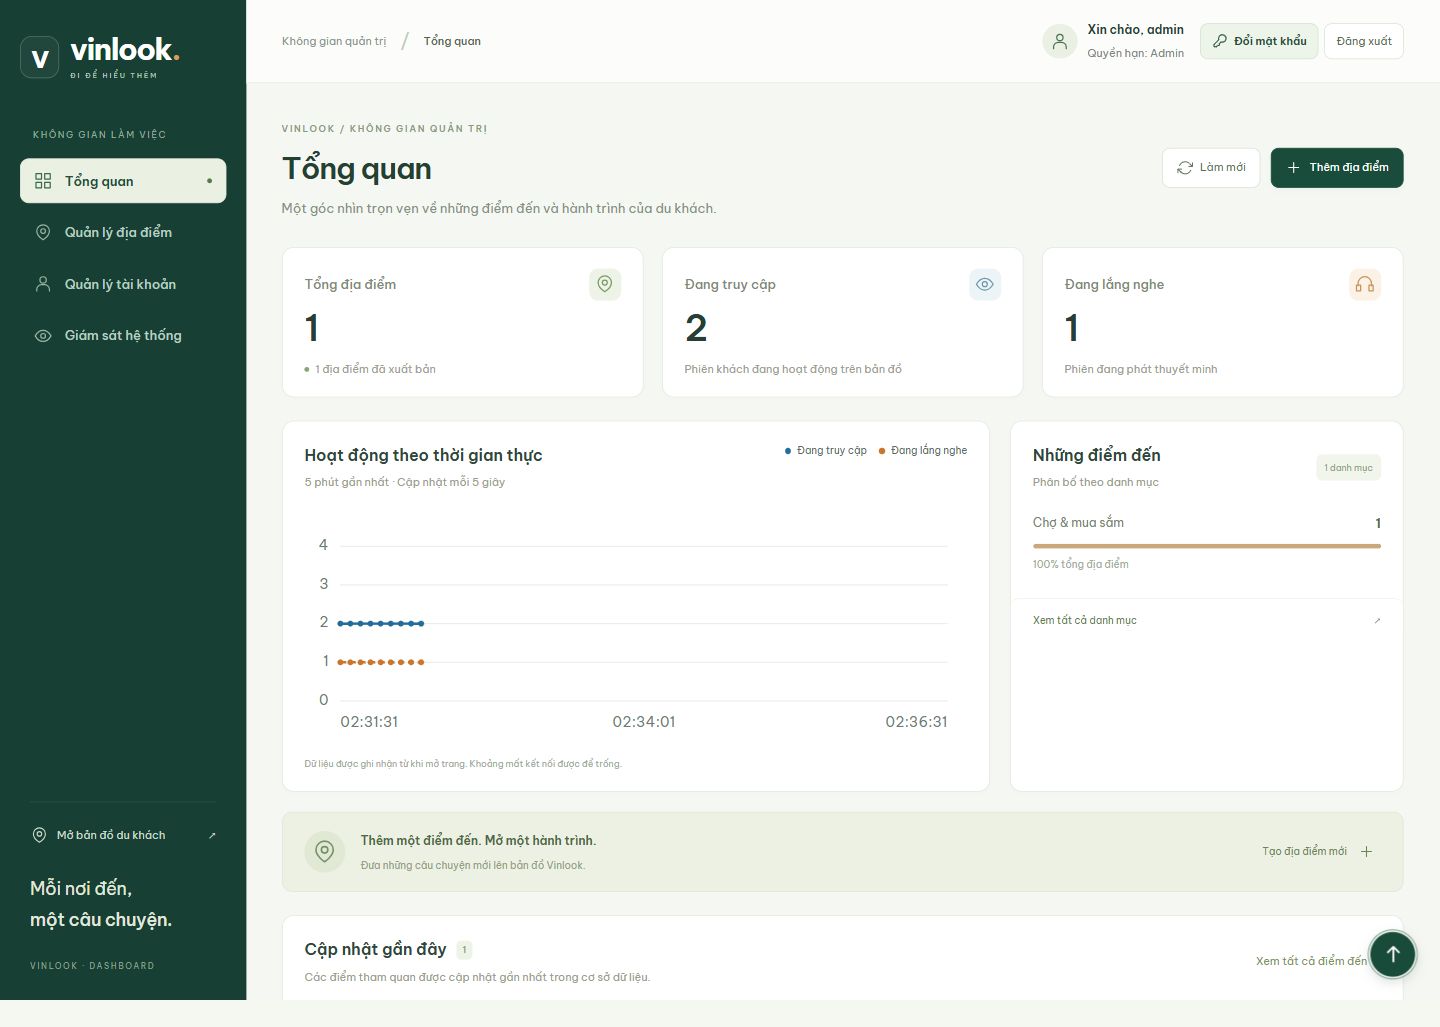 V
vinlook.
ĐI ĐỂ HIỂU THÊM
KHÔNG GIAN LÀM VIỆC
Tổng quan
Quản lý địa điểm
Quản lý tài khoản
Giám sát hệ thống
Mở bản đồ du khách
Mỗi nơi đến,
một câu chuyện.
VINLOOK · DASHBOARD
Không gian quản trị / Tổng quan
Xin chào, admin
Quyền hạn: Admin
Đổi mật khẩu
Đăng xuất
VINLOOK / KHÔNG GIAN QUẢN TRỊ
Tổng quan
Một góc nhìn trọn vẹn về những điểm đến và hành trình của du khách.
Làm mới
Thêm địa điểm
Tổng địa điểm
1
1 địa điểm đã xuất bản
Đang truy cập
2
Phiên khách đang hoạt động trên bản đồ
Đang lắng nghe
1
Phiên đang phát thuyết minh
Hoạt động theo thời gian thực
5 phút gần nhất · Cập nhật mỗi 5 giây
Đang truy cập
Đang lắng nghe
4
3
2
1
0
02:31:31
02:34:01
02:36:31
Dữ liệu được ghi nhận từ khi mở trang. Khoảng mất kết nối được để trống.
Những điểm đến
Phân bố theo danh mục
1 danh mục
Chợ & mua sắm
1
100% tổng địa điểm
Xem tất cả danh mục
Thêm một điểm đến. Mở một hành trình.
Đưa những câu chuyện mới lên bản đồ Vinlook.
Tạo địa điểm mới
Cập nhật gần đây
1
Các điểm tham quan được cập nhật gần nhất trong cơ sở dữ liệu.
Xem tất cả điểm đến